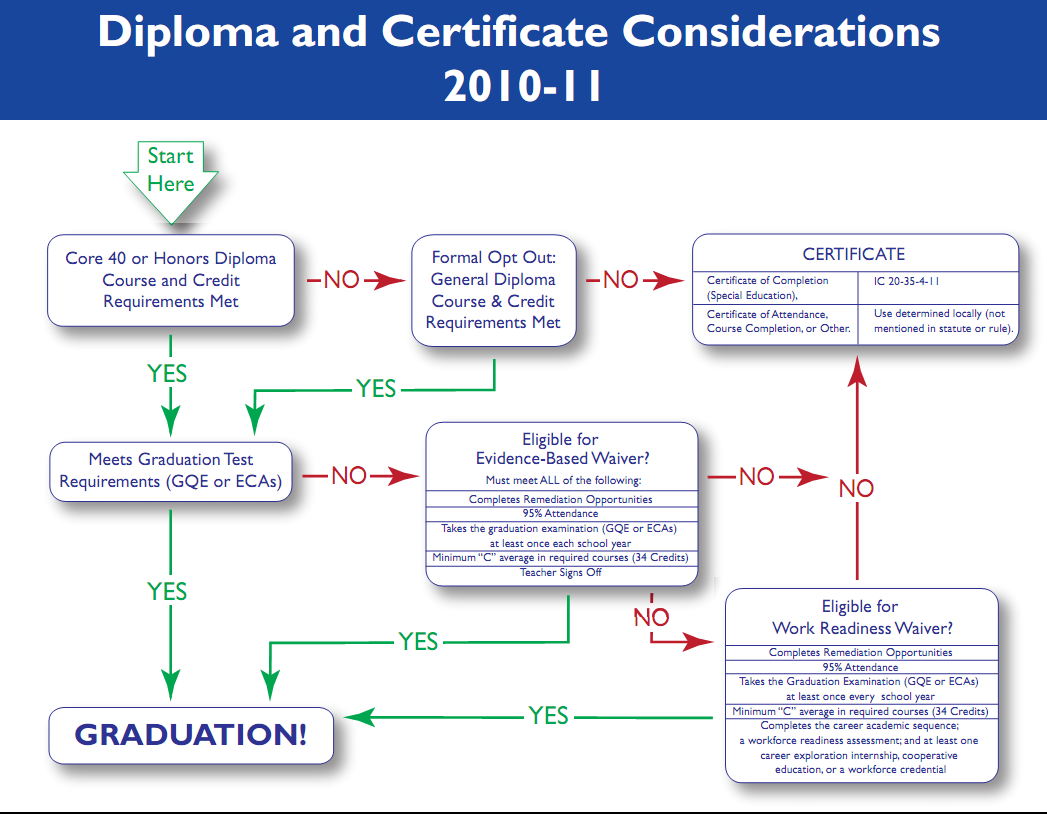 Diploma and Certificate Considerations
2010-11
Start
Here
Core 40 or Honors Diploma
Course and Credit
Requirements Met
NO
Formal Opt Out:
General Diploma
Course & Credit
Requirements Met
NO
CERTIFICATE
Certificate of Completion
(Special Education),
IC 20-35-4-11
Certificate of Attendance,
Course Completion, or Other.
Use determined locally (not
mentioned in statute or rule).
YES
YES
Meets Graduation Test
Requirements (GQE or ECAs)
NO
Eligible for
Evidence-Based Waiver?
Must meet ALL of the following:
Completes Remediation Opportunities
95% Attendance
Takes the graduation examination (GQE or ECAs)
at least once each school year
Minimum “C” average in required courses (34 Credits)
Teacher Signs Off
NO
NO
YES
YES
NO
Eligible for
Work Readiness Waiver?
Completes Remediation Opportunities
95% Attendance
Takes the Graduation Examination (GQE or ECAs)
at least once every school year
Minimum “C” average in required courses (34 Credits)
Completes the career academic sequence;
a workforce readiness assessment; and at least one
career exploration internship, cooperative
education, or a workforce credential
YES
GRADUATION!